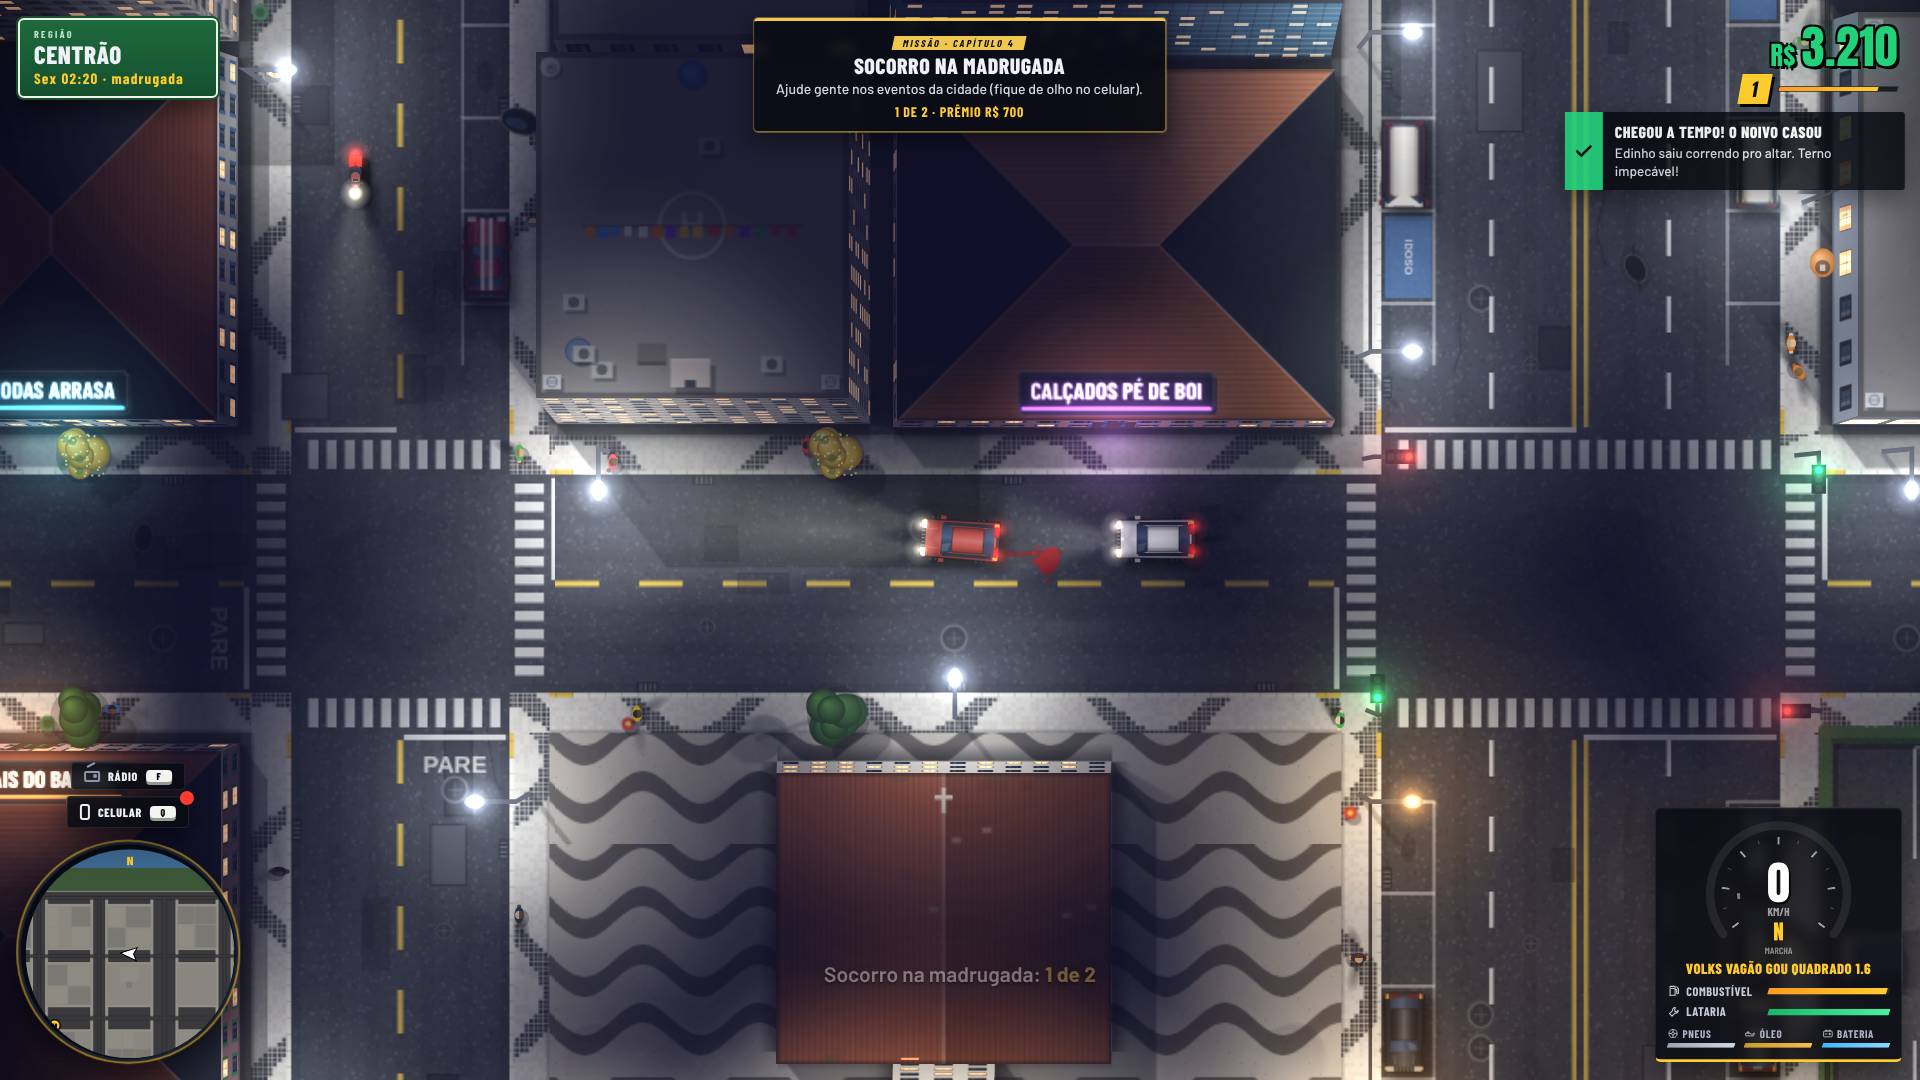 REGIÃO
CENTRÃO
Sex 02:20 · madrugada
MISSÃO · CAPÍTULO 4
SOCORRO NA MADRUGADA
Ajude gente nos eventos da cidade (fique de olho no celular).
1 DE 2 · PRÊMIO R$ 700
R$ 3.210
1
CHEGOU A TEMPO! O NOIVO CASOU
Edinho saiu correndo pro altar. Terno
impecável!
H
IDOSO
ODAS ARRASA
CALÇADOS PÉ DE BOI
PARE
PARE
AIS DO BA
RÁDIO F
CELULAR Q
N
Socorro na madrugada: 1 de 2
0
KM/H
N
MARCHA
VOLKS VAGÃO GOU QUADRADO 1.6
COMBUSTÍVEL
LATARIA
PNEUS
ÓLEO
BATERIA